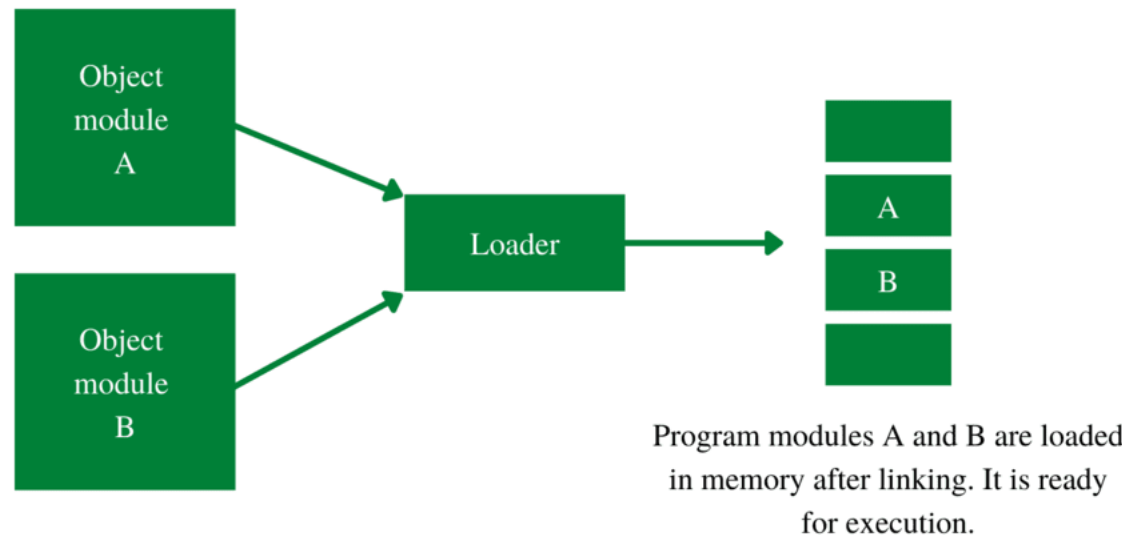 Object
module
A
Loader
A
B
Object
module
B
Program modules A and B are loaded
in memory after linking. It is ready
for execution.